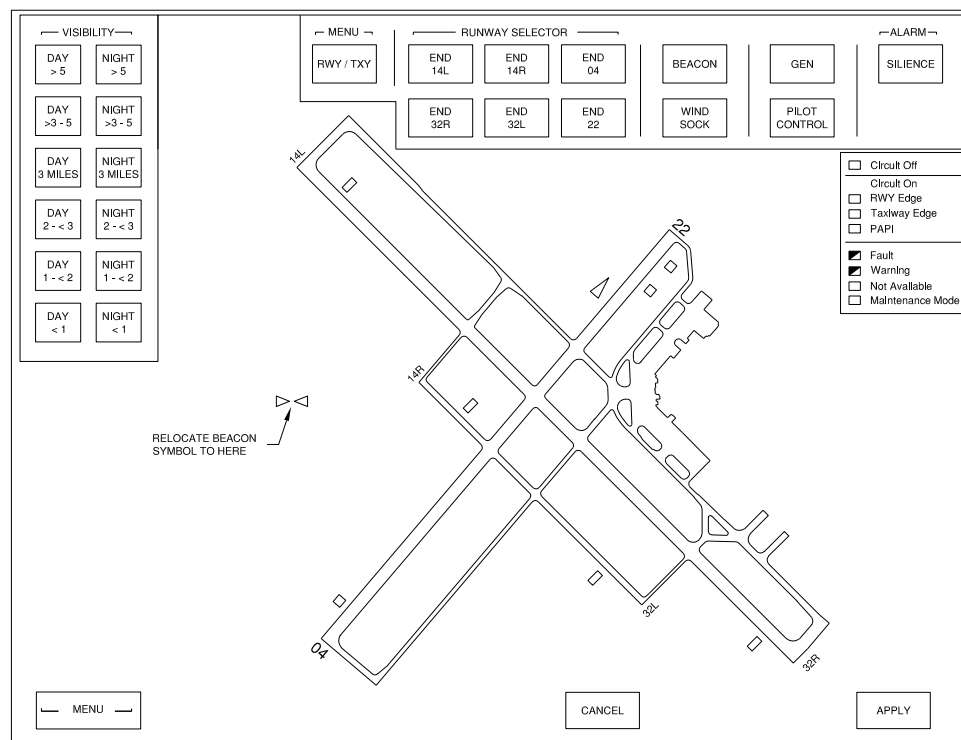 VISIBILITY
DAY
> 5
NIGHT
> 5
DAY
>3 - 5
NIGHT
>3 - 5
DAY
3 MILES
NIGHT
3 MILES
DAY
2 - < 3
NIGHT
2 - < 3
DAY
1 - < 2
NIGHT
1 - < 2
DAY
< 1
NIGHT
< 1
MENU
RWY / TXY
RUNWAY SELECTOR
END
14L
END
14R
END
04
END
32R
END
32L
END
22
BEACON
WIND
SOCK
GEN
PILOT
CONTROL
ALARM
SILIENCE
Circuit Off
Circuit On
RWY Edge
Taxiway Edge
PAPI
Fault
Warning
Not Available
Maintenance Mode
14L
22
14R
RELOCATE BEACON
SYMBOL TO HERE
04
32L
32R
MENU
CANCEL
APPLY